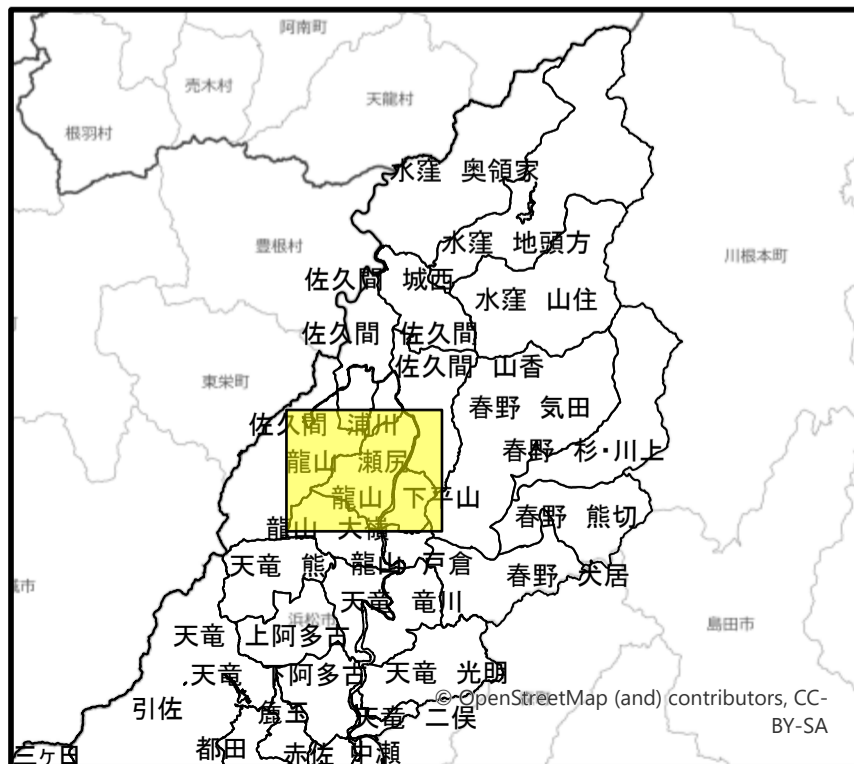 阿南町
売木村
天龍村
根羽村
水窪 奥領家
水窪 地頭方
豊根村
川根本町
佐久間 城西
水窪 山住
佐久間 佐久間
佐久間 山香
東栄町
春野 気田
佐久間 浦川
春野 杉・川上
龍山 瀬尻
龍山 下平山
春野 熊切
龍山 大嶺
天竜 熊
龍山 戸倉
春野 犬居
城市
天竜 竜川
浜松市
島田市
天竜 上阿多古
天竜 下阿多古
天竜 光明
© OpenStreetMap (and) contributors, CC-
BY-SA
引佐
麁玉
天竜 二俣
三ヶ日
都田
赤佐
中瀬